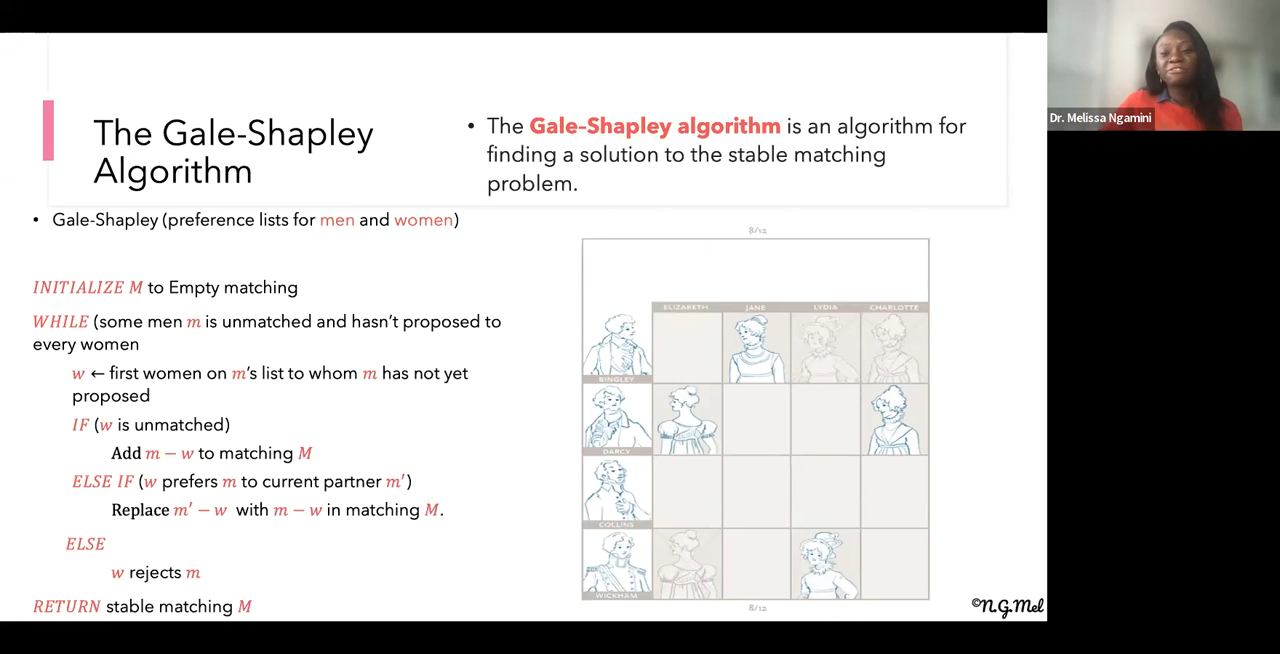 The Gale-Shapley
Algorithm
• The Gale–Shapley algorithm is an algorithm for
finding a solution to the stable matching
problem.
Dr. Melissa Ngamini
• Gale-Shapley (preference lists for men and women)
INITIALIZE M to Empty matching
WHILE (some men m is unmatched and hasn't proposed to
every women
w ← first women on m's list to whom m has not yet
proposed
IF (w is unmatched)
Add m − w to matching M
ELSE IF (w prefers m to current partner m′)
Replace m′ − w with m − w in matching M.
ELSE
w rejects m
RETURN stable matching M
8/12
ELIZABETH JANE LYDIA CHARLOTTE
BINGLEY
DARCY
COLLINS
WICKHAM
8/12
©N.G.Mel